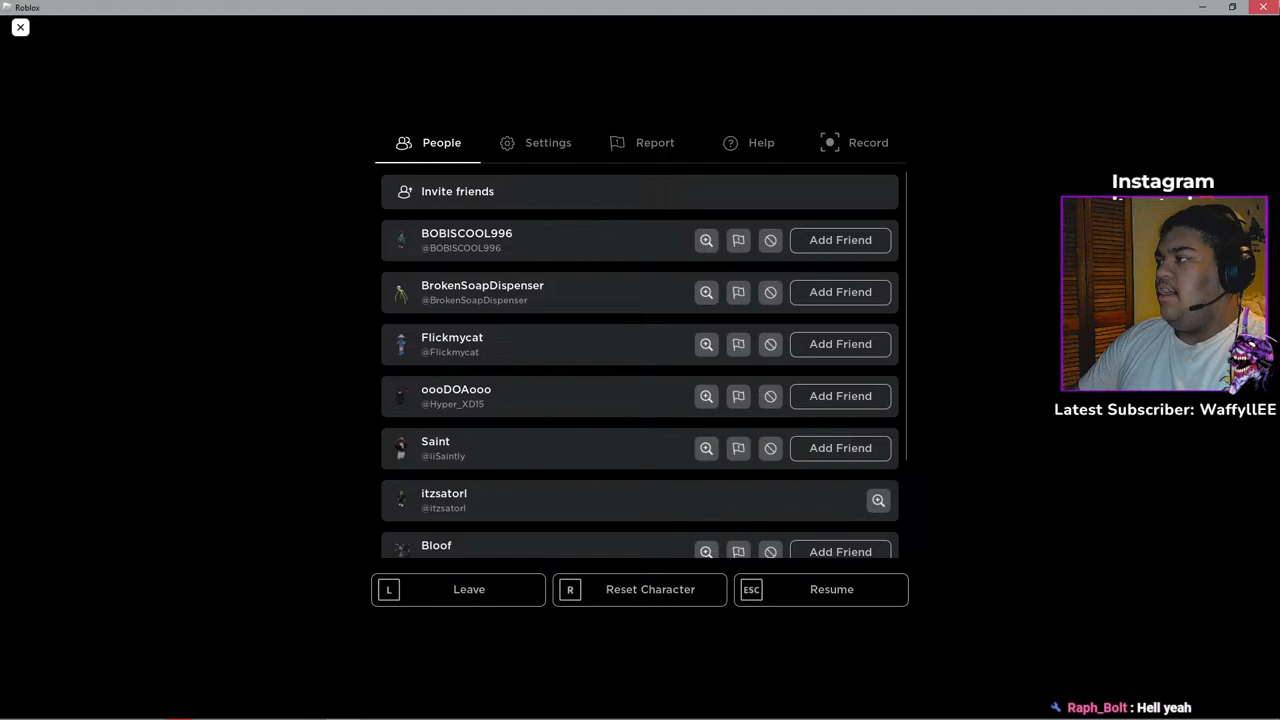 Roblox
People
Settings
Report
Help
Record
Invite friends
BOBISCOOL996
@BOBISCOOL996
Add Friend
BrokenSoapDispenser
@BrokenSoapDispenser
Add Friend
Flickmycat
@Flickmycat
Add Friend
oooDOAooo
@Hyper_XD15
Add Friend
Saint
@iiSaintly
Add Friend
itzsatorl
@itzsatorl
Bloof
Add Friend
L Leave
R Reset Character
ESC Resume
Instagram
Latest Subscriber: WaffyllEE
Raph_Bolt : Hell yeah